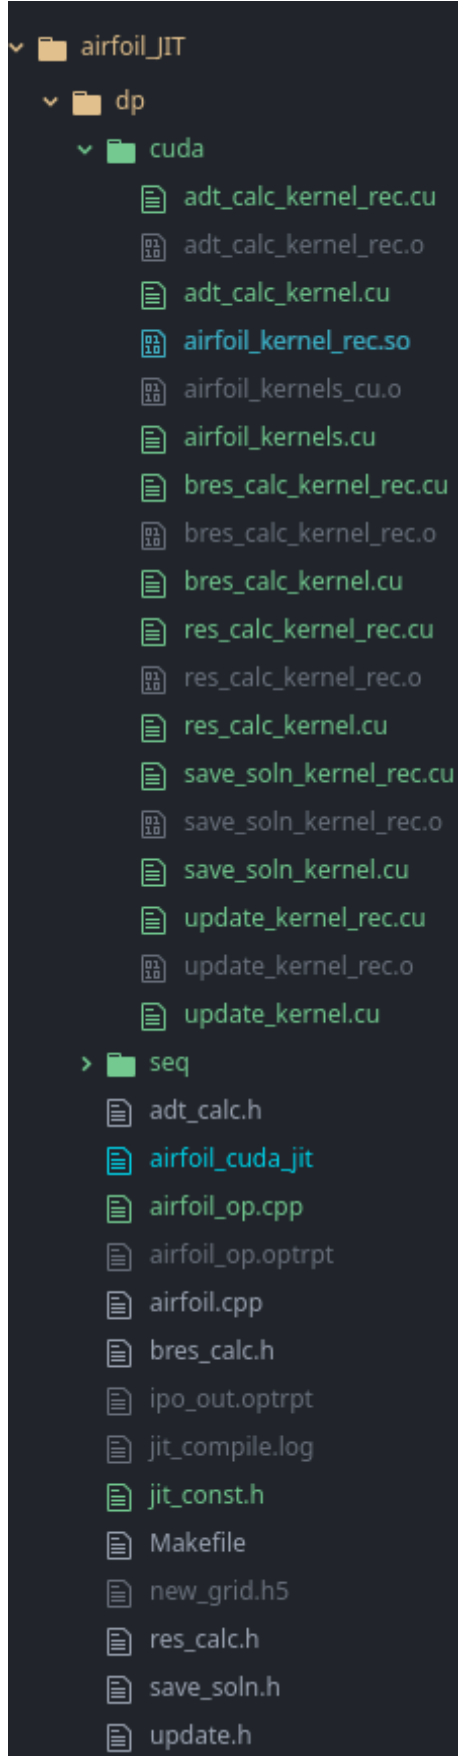 airfoil_JIT
dp
cuda
adt_calc_kernel_rec.cu
adt_calc_kernel_rec.o
adt_calc_kernel.cu
airfoil_kernel_rec.so
airfoil_kernels_cu.o
airfoil_kernels.cu
bres_calc_kernel_rec.cu
bres_calc_kernel_rec.o
bres_calc_kernel.cu
res_calc_kernel_rec.cu
res_calc_kernel_rec.o
res_calc_kernel.cu
save_soln_kernel_rec.cu
save_soln_kernel_rec.o
save_soln_kernel.cu
update_kernel_rec.cu
update_kernel_rec.o
update_kernel.cu
seq
adt_calc.h
airfoil_cuda_jit
airfoil_op.cpp
airfoil_op.optrpt
airfoil.cpp
bres_calc.h
ipo_out.optrpt
jit_compile.log
jit_const.h
Makefile
new_grid.h5
res_calc.h
save_soln.h
update.h